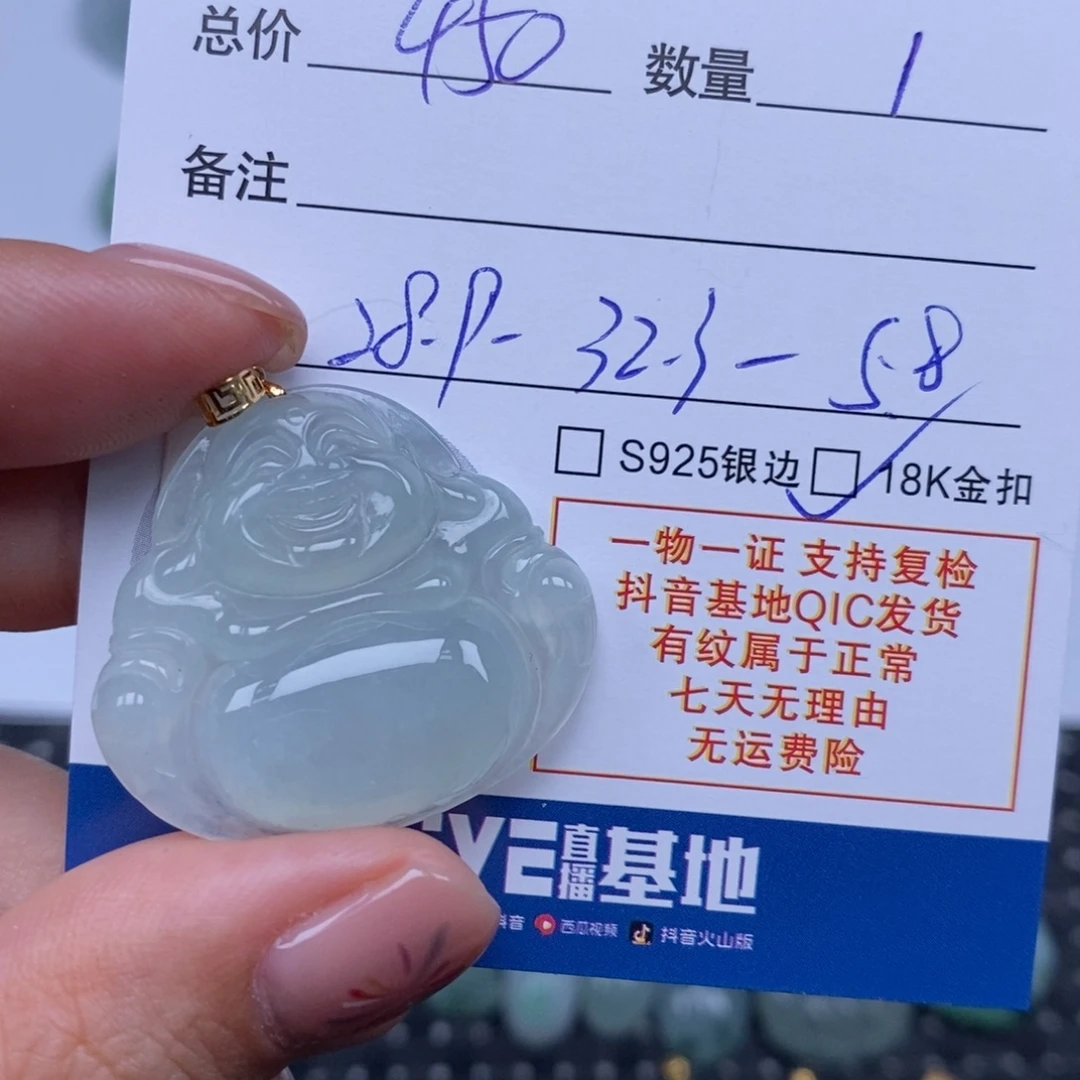 总价 450 数量 1
备注
28.9- 32.3 - 5.8
S925银边 18K金扣
一物一证 支持复检
抖音基地QIC发货
有纹属于正常
七天无理由
无运费险
直播基地
西瓜视频 抖音火山版